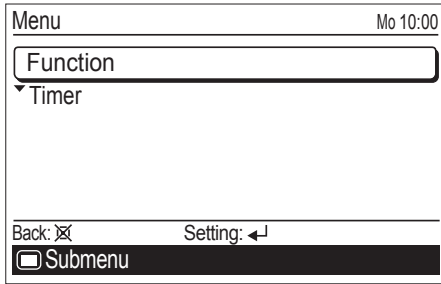 Menu Mo 10:00
Function
Timer
Back: Setting:
Submenu